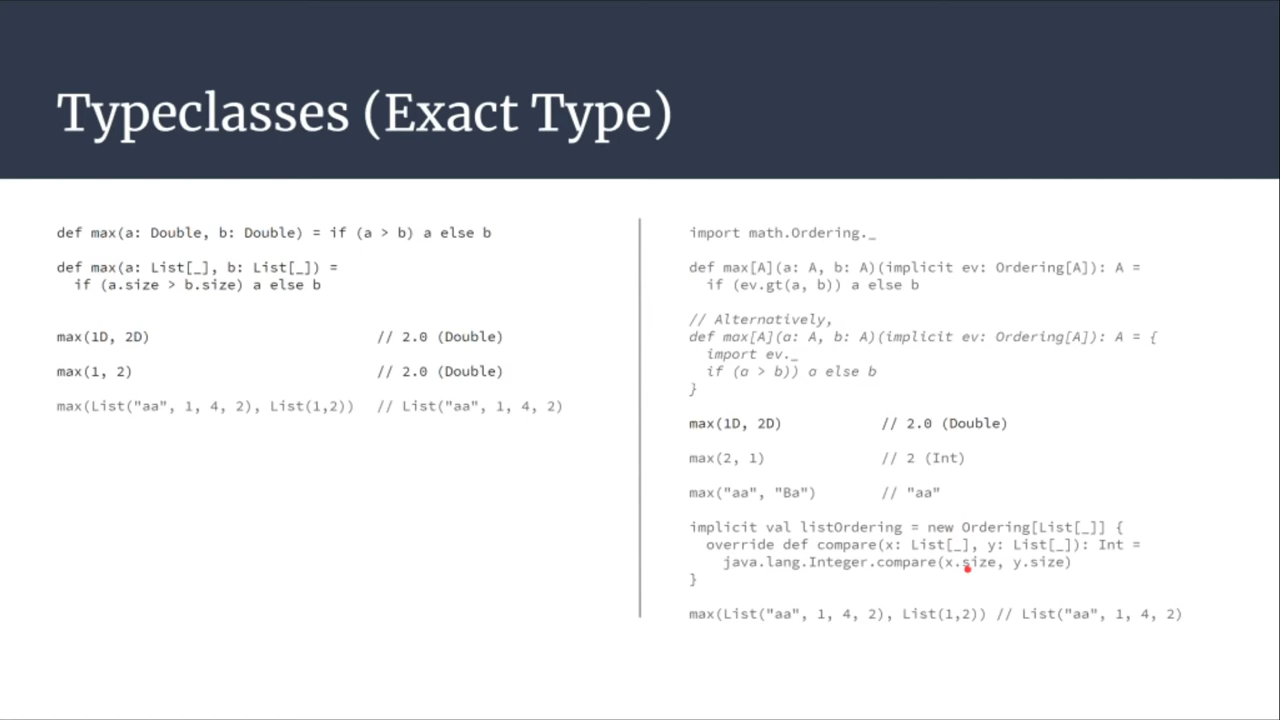 Typeclasses (Exact Type)
def max(a: Double, b: Double) = if (a > b) a else b
def max(a: List[_], b: List[_]) =
  if (a.size > b.size) a else b
max(1D, 2D) // 2.0 (Double)
max(1, 2) // 2.0 (Double)
max(List("aa", 1, 4, 2), List(1,2)) // List("aa", 1, 4, 2)
import math.Ordering._
def max[A](a: A, b: A)(implicit ev: Ordering[A]): A =
  if (ev.gt(a, b)) a else b
// Alternatively,
def max[A](a: A, b: A)(implicit ev: Ordering[A]): A = {
  import ev._
  if (a > b)) a else b
}
max(1D, 2D) // 2.0 (Double)
max(2, 1) // 2 (Int)
max("aa", "Ba") // "aa"
implicit val listOrdering = new Ordering[List[_]] {
  override def compare(x: List[_], y: List[_]): Int =
    java.lang.Integer.compare(x.size, y.size)
}
max(List("aa", 1, 4, 2), List(1,2)) // List("aa", 1, 4, 2)